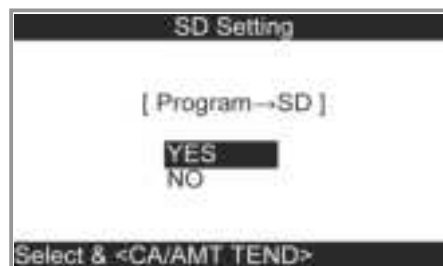 SD Setting
[ Program→SD ]
YES
NO
Select & <CA/AMT TEND>